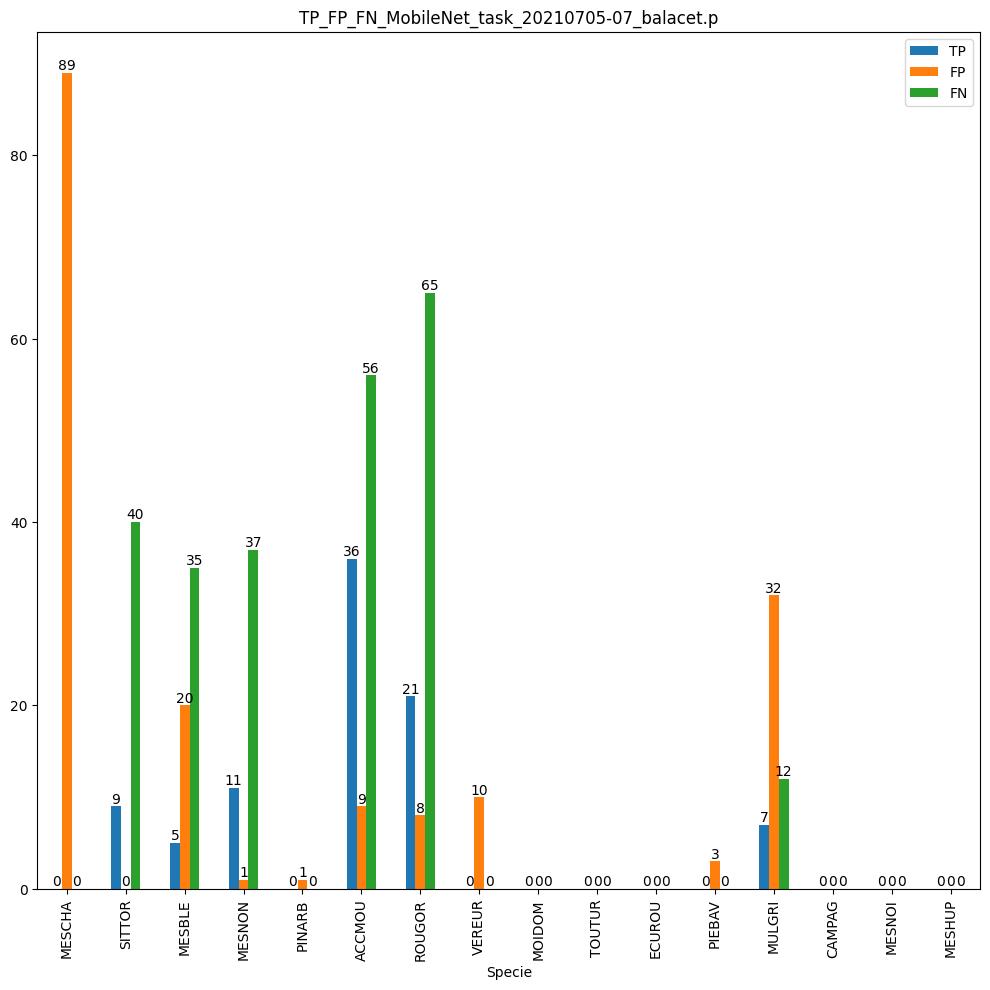 TP_FP_FN_MobileNet_task_20210705-07_balacet.p
TP
FP
FN
80
60
40
20
0
0 89 0
9 0 40
5 20 35
11 1 37
0 1 0
36 9 56
21 8 65
0 10 0
0 0 0
0 0 0
0 0 0
0 3 0
7 32 12
0 0 0
0 0 0
0 0 0
MESCHA
SITTOR
MESBLE
MESNON
PINARB
ACCMOU
ROUGOR
VEREUR
MOIDOM
TOUTUR
ECUROU
PIEBAV
MULGRI
CAMPAG
MESNOI
MESHUP
Specie